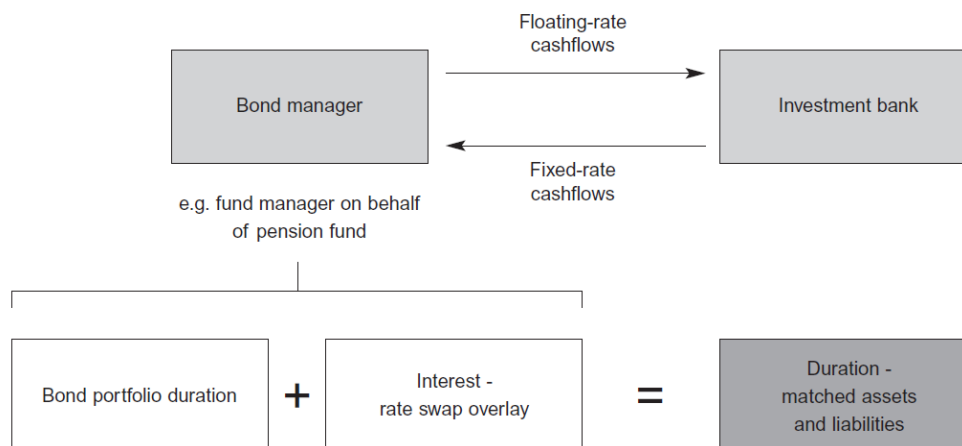 Floating-rate
cashflows
Bond manager
Investment bank
Fixed-rate
cashflows
e.g. fund manager on behalf
of pension fund
Bond portfolio duration
+
Interest -
rate swap overlay
=
Duration -
matched assets
and liabilities